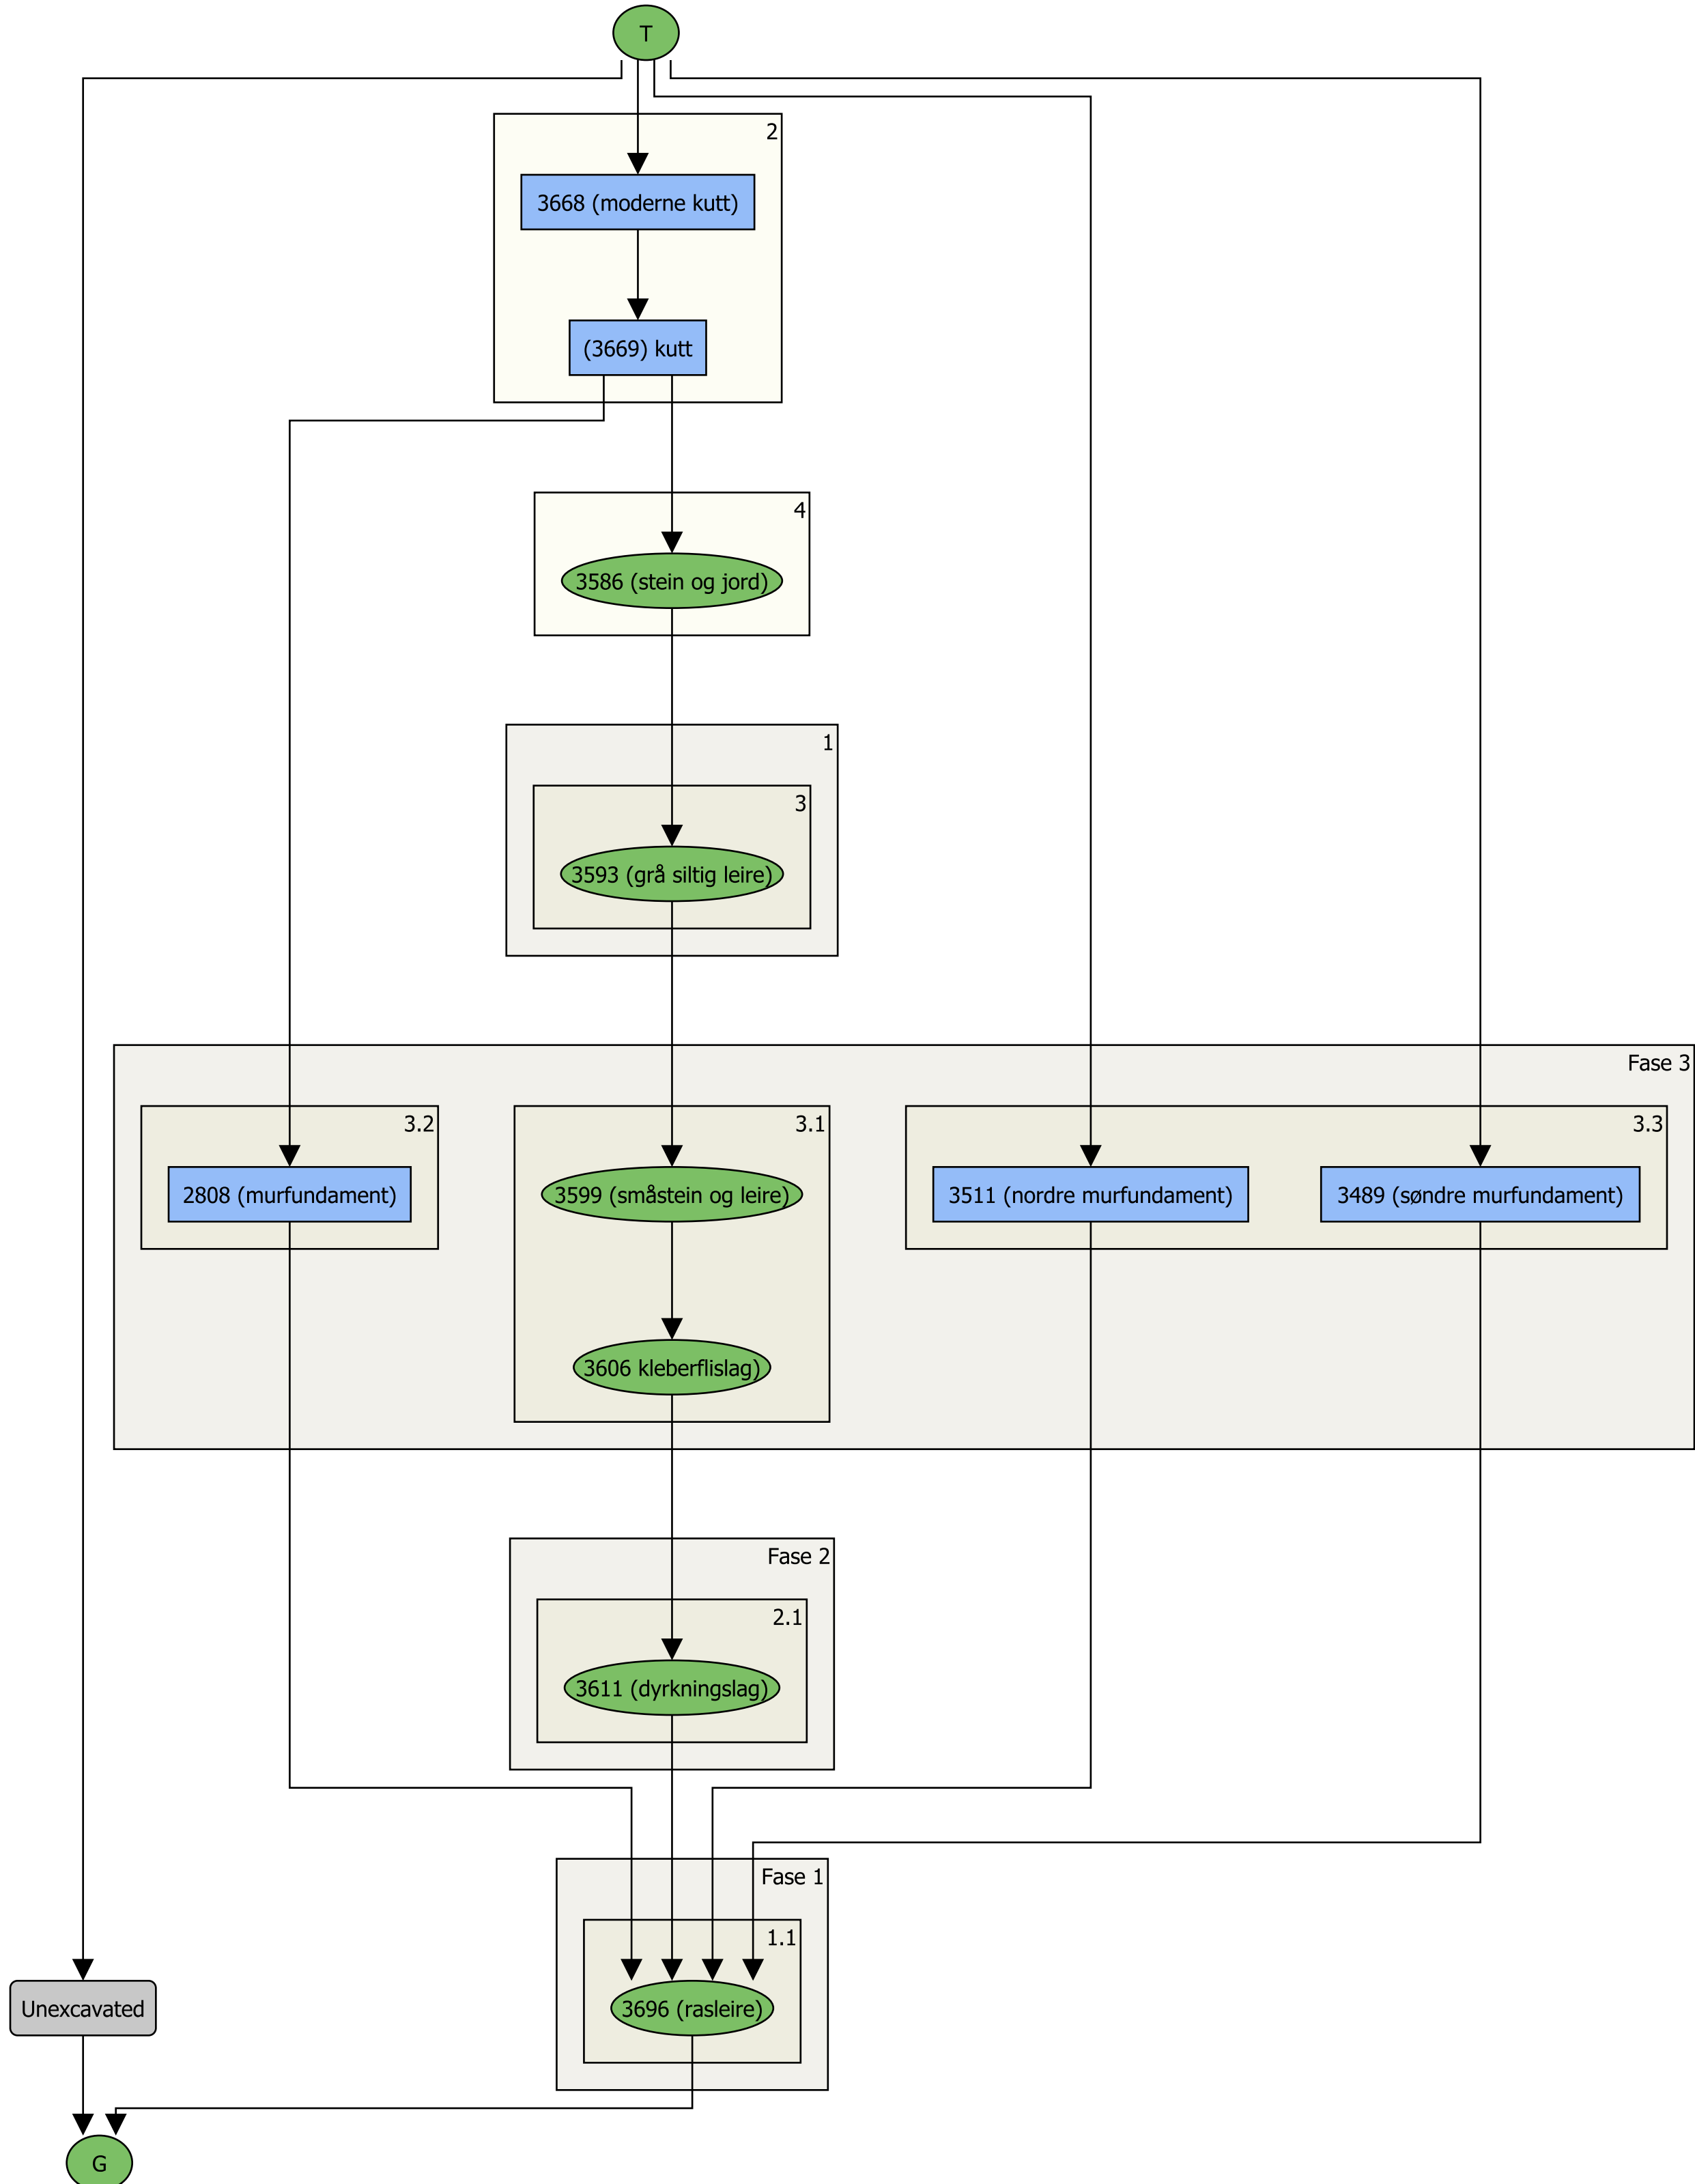 T
2
3668 (moderne kutt)
(3669) kutt
4
3586 (stein og jord)
1
3
3593 (grå siltig leire)
Fase 3
3.2
3.1
3.3
2808 (murfundament)
3599 (småstein og leire)
3511 (nordre murfundament)
3489 (søndre murfundament)
3606 kleberflislag)
Fase 2
2.1
3611 (dyrkningslag)
Fase 1
1.1
Unexcavated
3696 (rasleire)
G